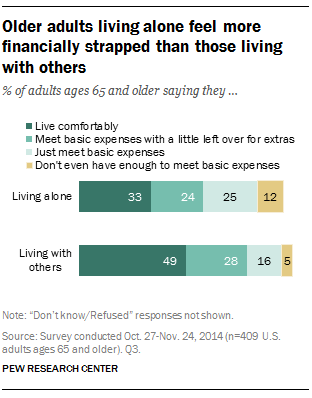 Older adults living alone feel more
financially strapped than those living
with others
% of adults ages 65 and older saying they ...
Live comfortably
Meet basic expenses with a little left over for extras
Just meet basic expenses
Don't even have enough to meet basic expenses
Living alone 33 24 25 12
Living with
others 49 28 16 5
Note: "Don't know/Refused" responses not shown.
Source: Survey conducted Oct. 27-Nov. 24, 2014 (n=409 U.S.
adults ages 65 and older). Q3.
PEW RESEARCH CENTER